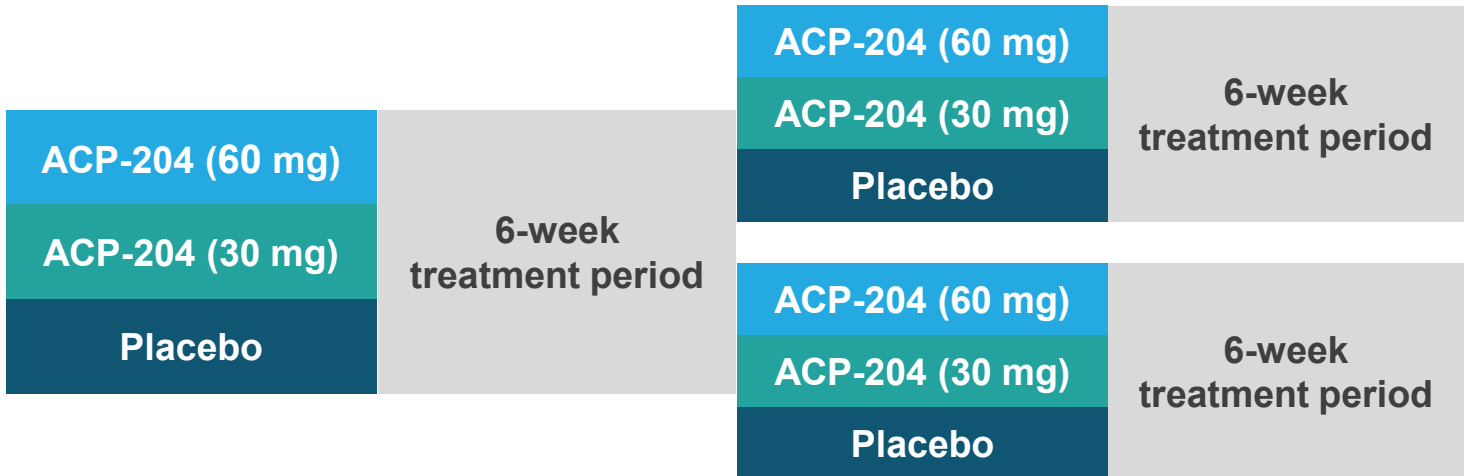 ACP-204 (60 mg)
ACP-204 (30 mg)
Placebo
6-week
treatment period
ACP-204 (60 mg)
ACP-204 (30 mg)
Placebo
6-week
treatment period
ACP-204 (60 mg)
ACP-204 (30 mg)
Placebo
6-week
treatment period